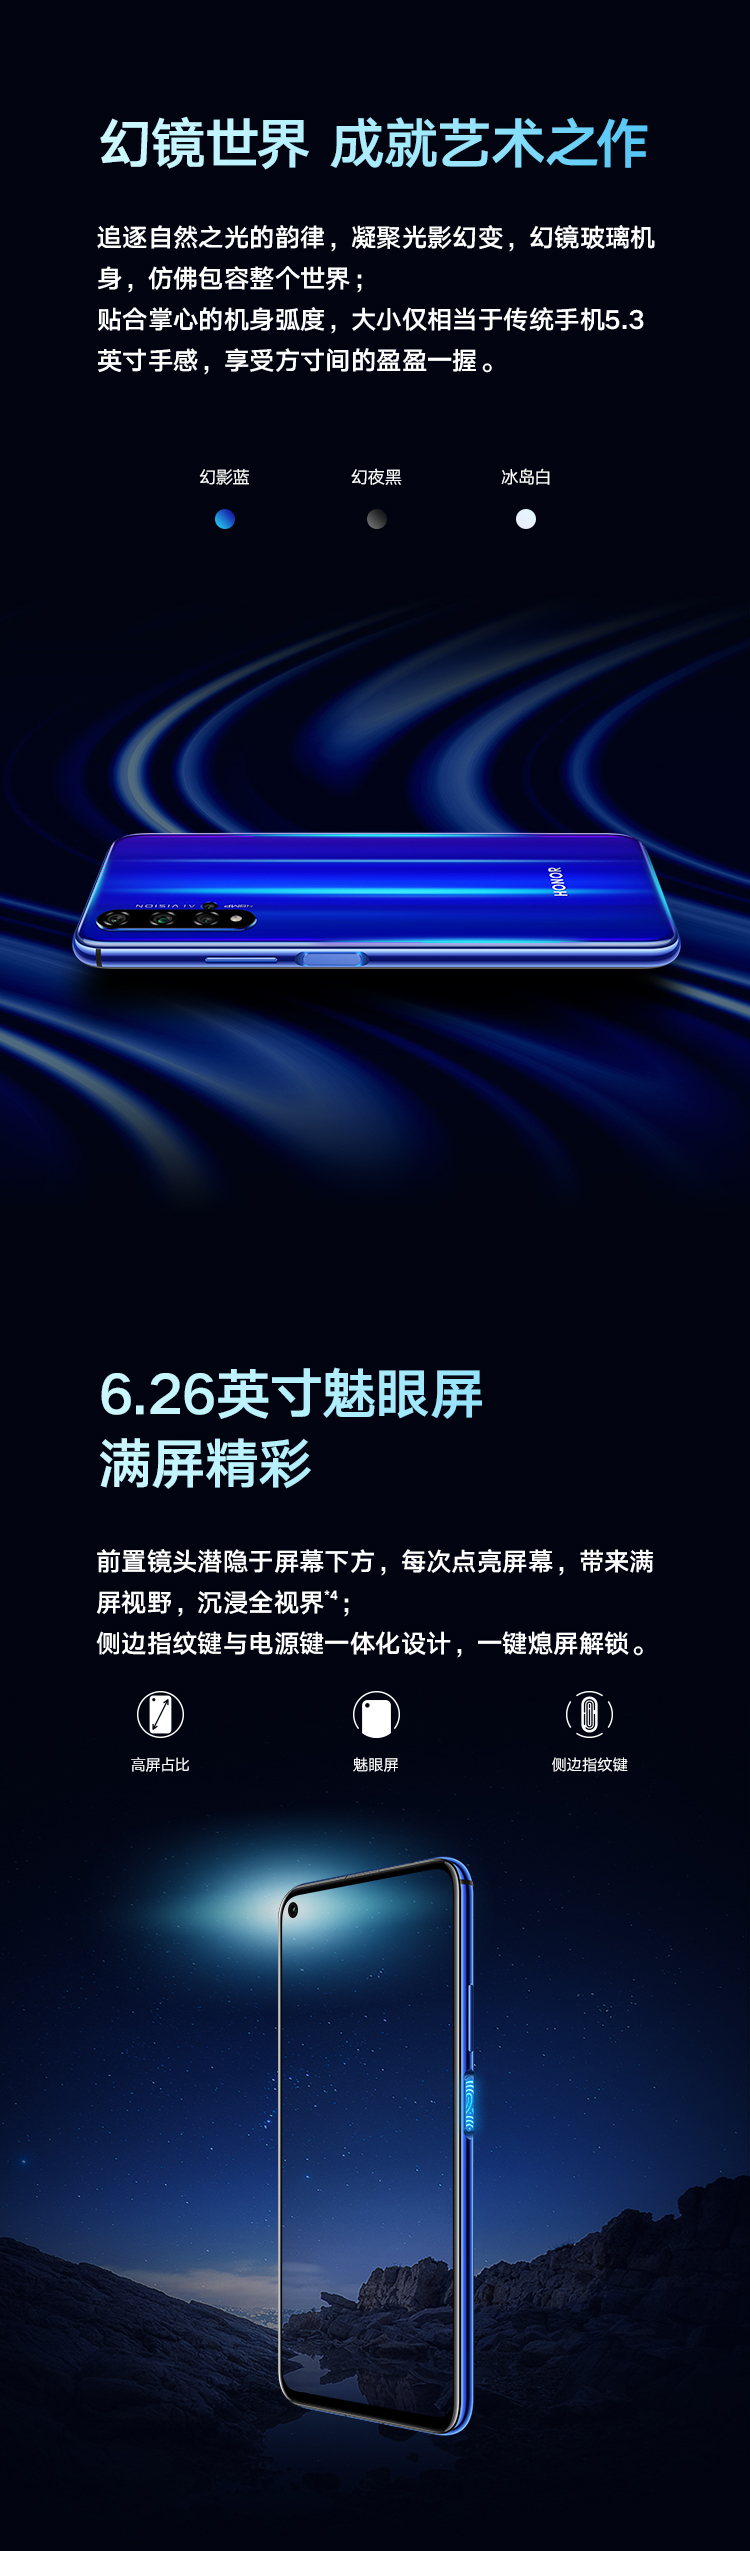 幻镜世界 成就艺术之作
追逐自然之光的韵律，凝聚光影幻变，幻镜玻璃机
身，仿佛包容整个世界；
贴合掌心的机身弧度，大小仅相当于传统手机5.3
英寸手感，享受方寸间的盈盈一握。
幻影蓝
幻夜黑
冰岛白
HONOR
AI VISION
48MP
6.26英寸魅眼屏
满屏精彩
前置镜头潜隐于屏幕下方，每次点亮屏幕，带来满
屏视野，沉浸全视界*4；
侧边指纹键与电源键一体化设计，一键熄屏解锁。
高屏占比
魅眼屏
侧边指纹键